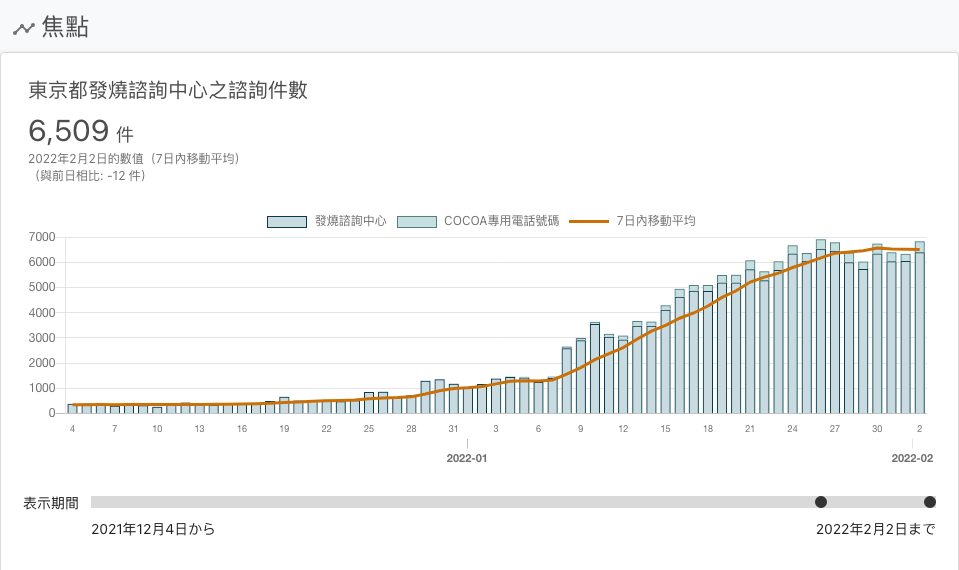 焦點
東京都發燒諮詢中心之諮詢件數
6,509 件
2022年2月2日的數值（7日內移動平均）
（與前日相比: -12 件）
發燒諮詢中心 COCOA專用電話號碼 7日內移動平均
7000
6000
5000
4000
3000
2000
1000
0
4 7 10 13 16 19 22 25 28 31 3 6 9 12 15 18 21 24 27 30 2
2022-01 2022-02
表示期間
2021年12月4日から 2022年2月2日まで